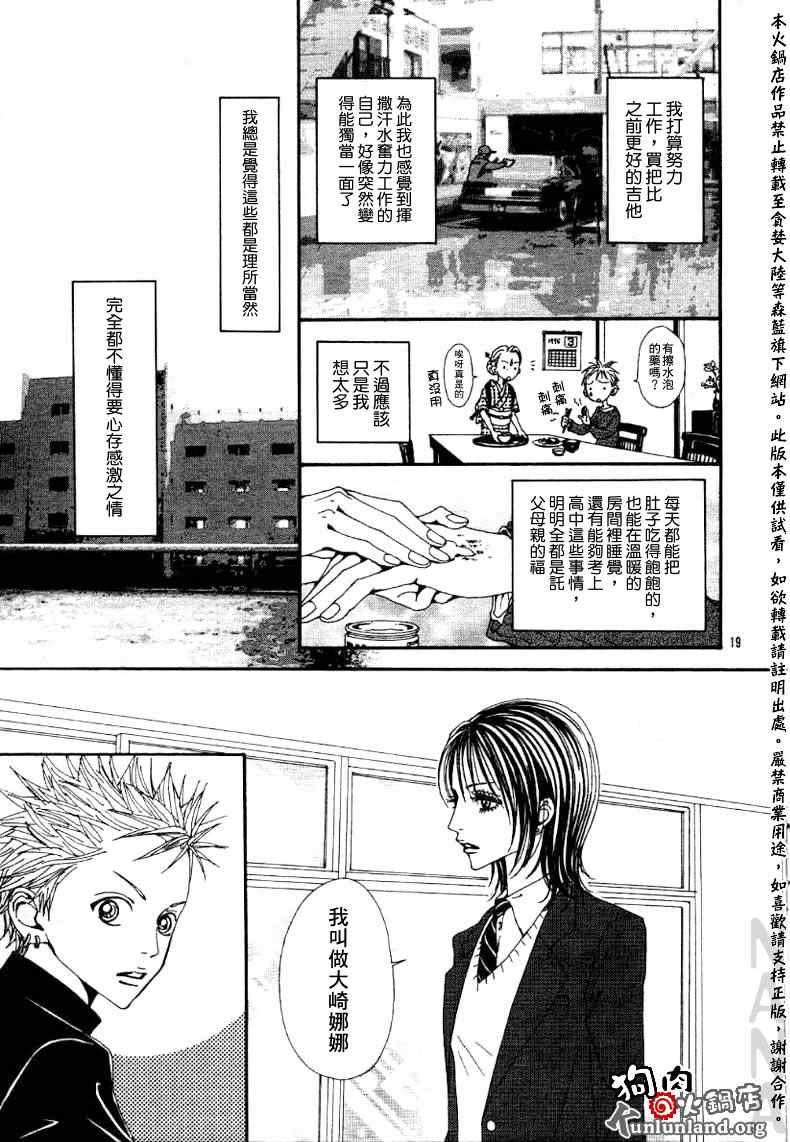 我打算努力
工作，買把比
之前更好的吉他
為此我也感覺到揮
撒汗水奮力工作的
自己，好像突然變
得能獨當一面了
有擦水泡
的藥嗎？
1996 3
刺痛
刺痛
唉呀真是的
真沒用
不過應該
只是我
想太多
每天都能把
肚子吃得飽飽的，
也能在溫暖的
房間裡睡覺，
還有能夠考上
高中這些事情，
明明全都是託
父母親的福
我總是覺得這些都是理所當然
完全都不懂得要心存感激之情
19
我叫做大崎娜娜
本火鍋店作品禁止轉載至貪婪大陸等森藍旗下網站。此版本僅供試看，如欲轉載請註明出處。嚴禁商業用途，如喜歡請支持正版，謝謝合作。
NANA
狗肉
火鍋店
Kunlunland.org